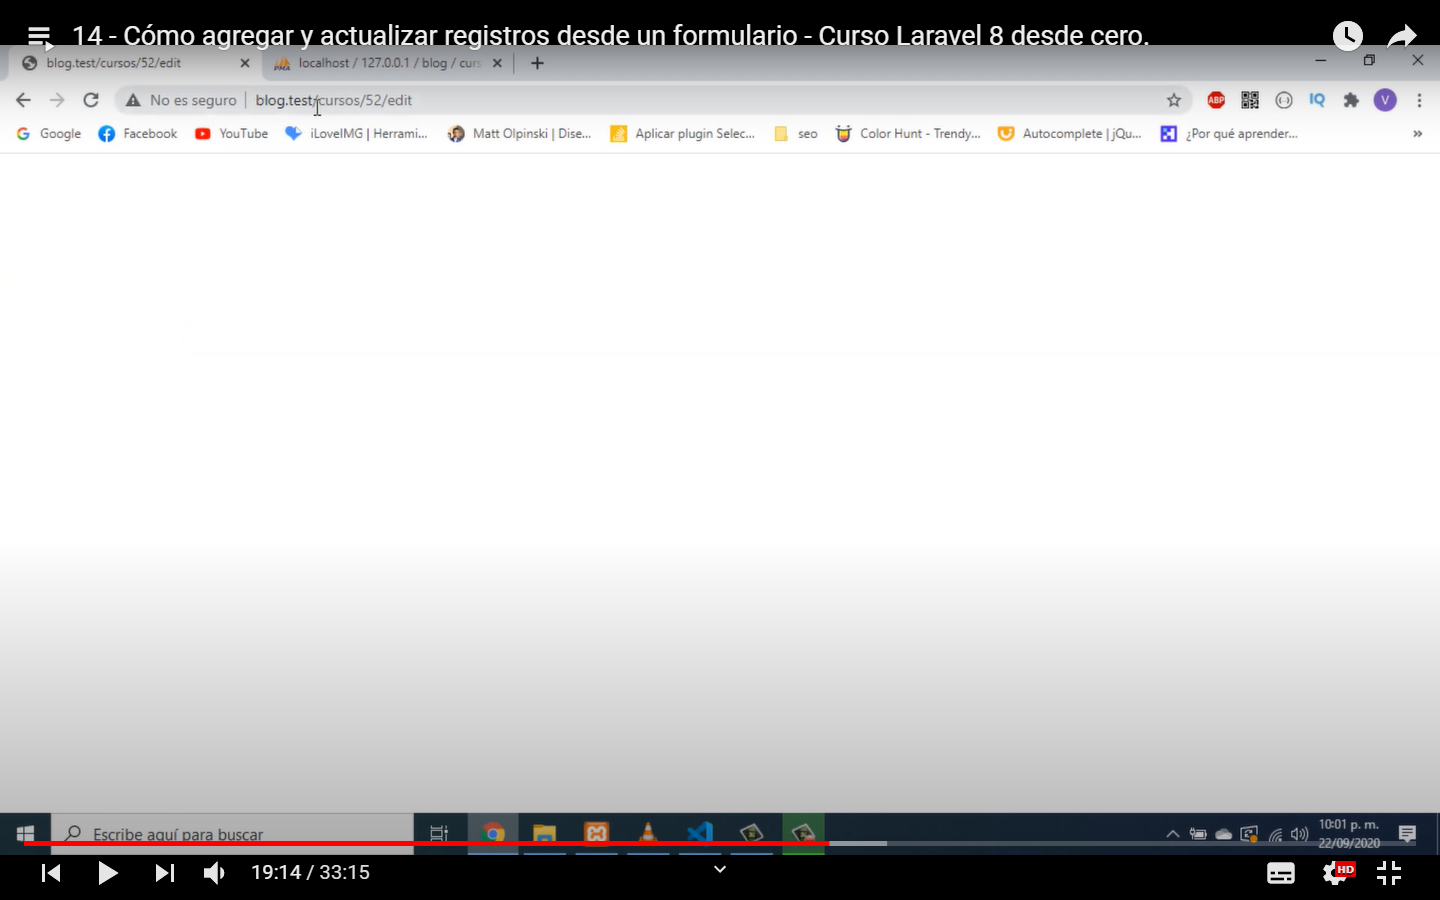 14 - Cómo agregar y actualizar registros desde un formulario - Curso Laravel 8 desde cero.
blog.test/cursos/52/edit
localhost / 127.0.0.1 / blog / curs
No es seguro
blog.test/cursos/52/edit
ABP
IQ
V
Google
Facebook
YouTube
iLoveIMG | Herrami...
Matt Olpinski | Dise...
Aplicar plugin Selec...
seo
Color Hunt - Trendy...
Autocomplete | jQu...
¿Por qué aprender...
Escribe aquí para buscar
10:01 p. m.
22/09/2020
19:14 / 33:15
HD